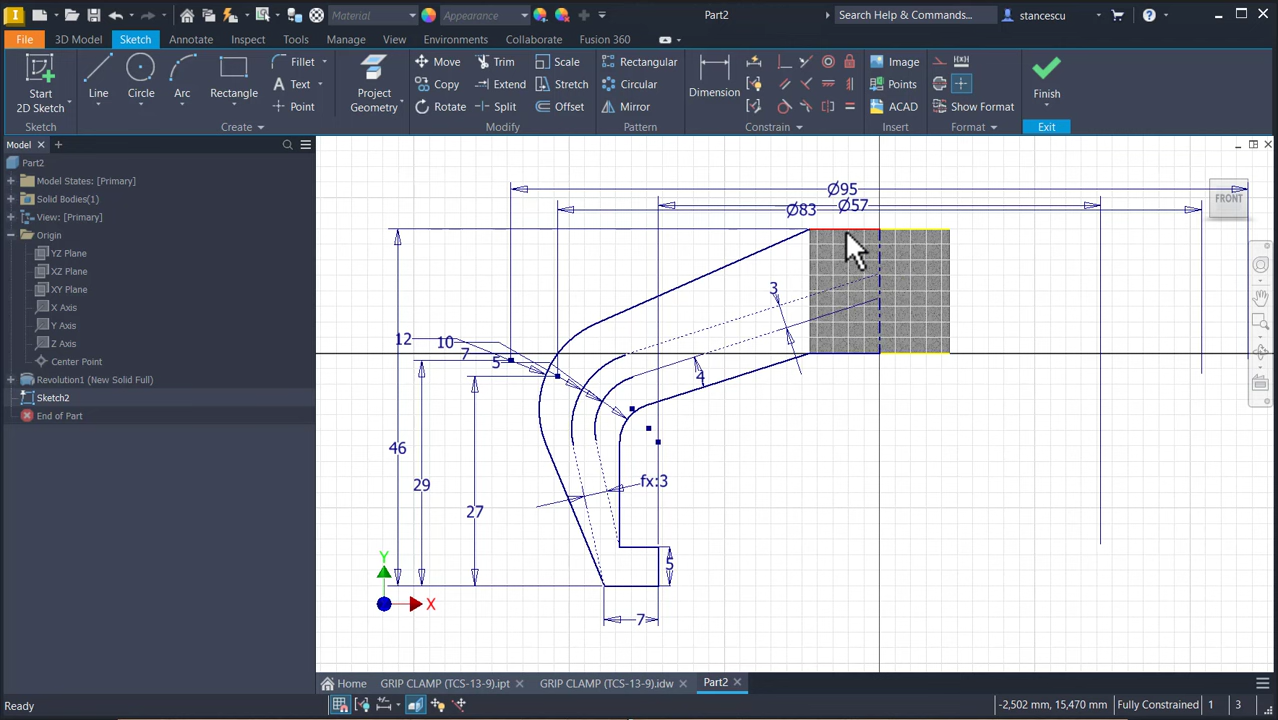 Material
Appearance
Part2
Search Help & Commands...
stancescu
File
3D Model
Sketch
Annotate
Inspect
Tools
Manage
View
Environments
Collaborate
Fusion 360
Start
2D Sketch
Line
Circle
Arc
Rectangle
Fillet
Text
Point
Project
Geometry
Move
Copy
Rotate
Trim
Extend
Split
Scale
Stretch
Offset
Rectangular
Circular
Mirror
Dimension
Image
Points
ACAD
Show Format
Finish
Sketch
Create
Modify
Pattern
Constrain
Insert
Format
Exit
Model
Part2
Model States: [Primary]
Solid Bodies(1)
View: [Primary]
Origin
YZ Plane
XZ Plane
XY Plane
X Axis
Y Axis
Z Axis
Center Point
Revolution1 (New Solid Full)
Sketch2
End of Part
Ø95
Ø57
Ø83
FRONT
3
12
10
7
5
4
46
29
27
fx:3
5
7
Y
X
Home
GRIP CLAMP (TCS-13-9).ipt
GRIP CLAMP (TCS-13-9).idw
Part2
Ready
-2,502 mm, 15,470 mm
Fully Constrained
1
3